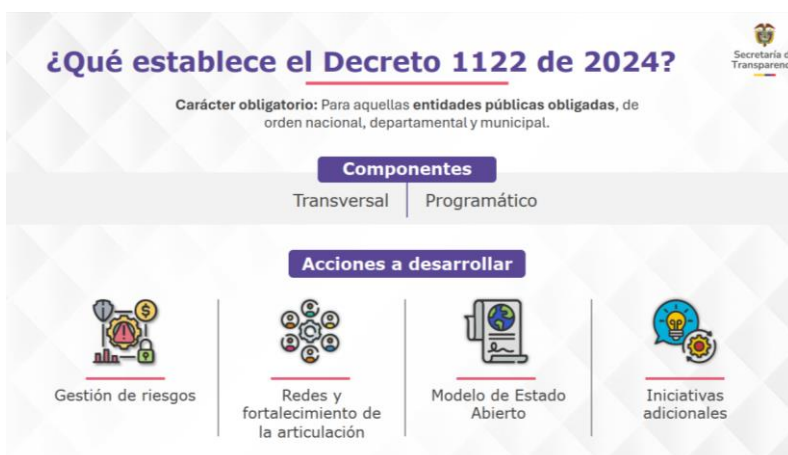 ¿Qué establece el Decreto 1122 de 2024?
Secretaría d
Transparenc
Carácter obligatorio: Para aquellas entidades públicas obligadas, de
orden nacional, departamental y municipal.
Componentes
Transversal
Programático
Acciones a desarrollar
Gestión de riesgos
Redes y
fortalecimiento de
la articulación
Modelo de Estado
Abierto
Iniciativas
adicionales